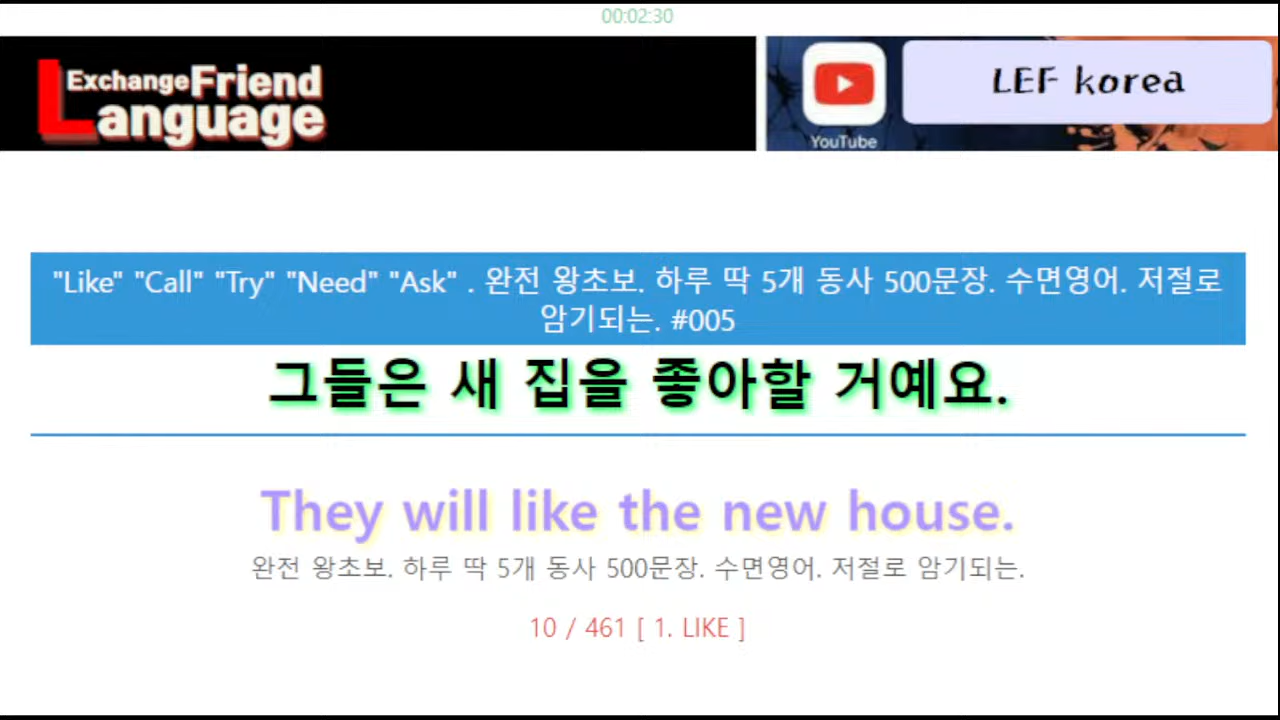 00:02:30
ExchangeFriend
Language
LEF korea
YouTube
"Like" "Call" "Try" "Need" "Ask" . 완전 왕초보. 하루 딱 5개 동사 500문장. 수면영어. 저절로
암기되는. #005
그들은 새 집을 좋아할 거예요.
They will like the new house.
완전 왕초보. 하루 딱 5개 동사 500문장. 수면영어. 저절로 암기되는.
10 / 461 [ 1. LIKE ]